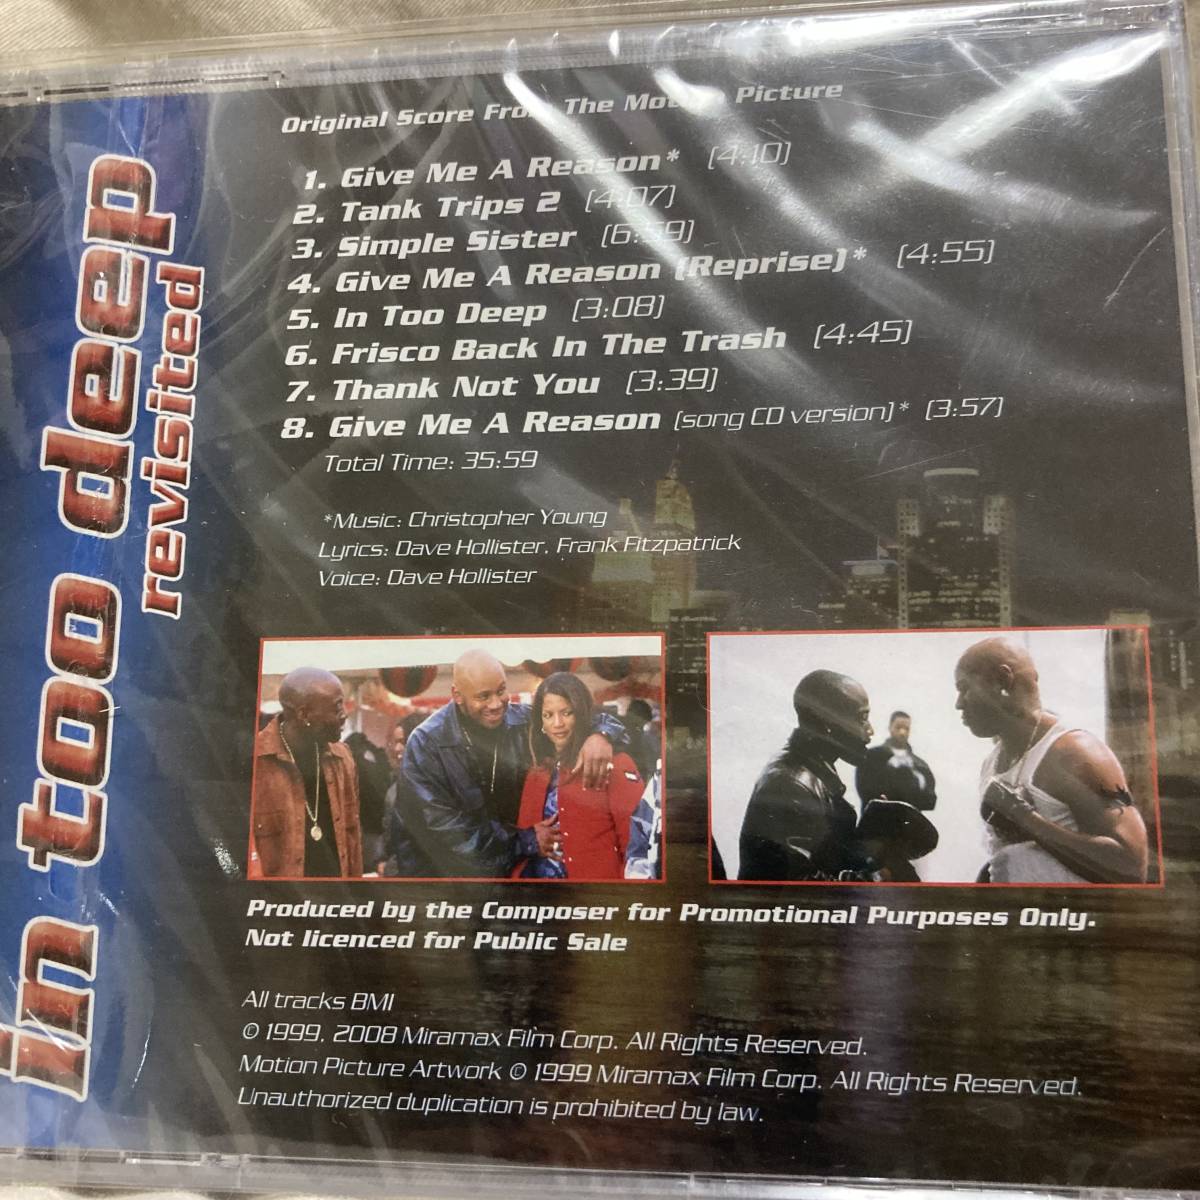 in too deep
revisited
Original Score From The Motion Picture
1. Give Me A Reason* (4:10)
2. Tank Trips 2 (4:07)
3. Simple Sister (6:59)
4. Give Me A Reason (Reprise)* (4:55)
5. In Too Deep (3:08)
6. Frisco Back In The Trash (4:45)
7. Thank Not You (3:39)
8. Give Me A Reason (song CD version)* (3:57)
Total Time: 35:59
*Music: Christopher Young
Lyrics: Dave Hollister, Frank Fitzpatrick
Voice: Dave Hollister
Produced by the Composer for Promotional Purposes Only.
Not licenced for Public Sale
All tracks BMI
© 1999, 2008 Miramax Film Corp. All Rights Reserved.
Motion Picture Artwork © 1999 Miramax Film Corp. All Rights Reserved.
Unauthorized duplication is prohibited by law.